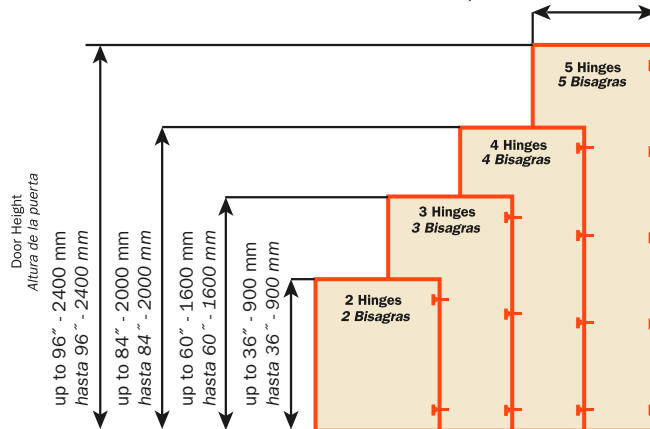 5 Hinges
5 Bisagras
4 Hinges
4 Bisagras
3 Hinges
3 Bisagras
2 Hinges
2 Bisagras
Door Height
Altura de la puerta
up to 96″ - 2400 mm
hasta 96″ - 2400 mm
up to 84″ - 2000 mm
hasta 84″ - 2000 mm
up to 60″ - 1600 mm
hasta 60″ - 1600 mm
up to 36″ - 900 mm
hasta 36″ - 900 mm